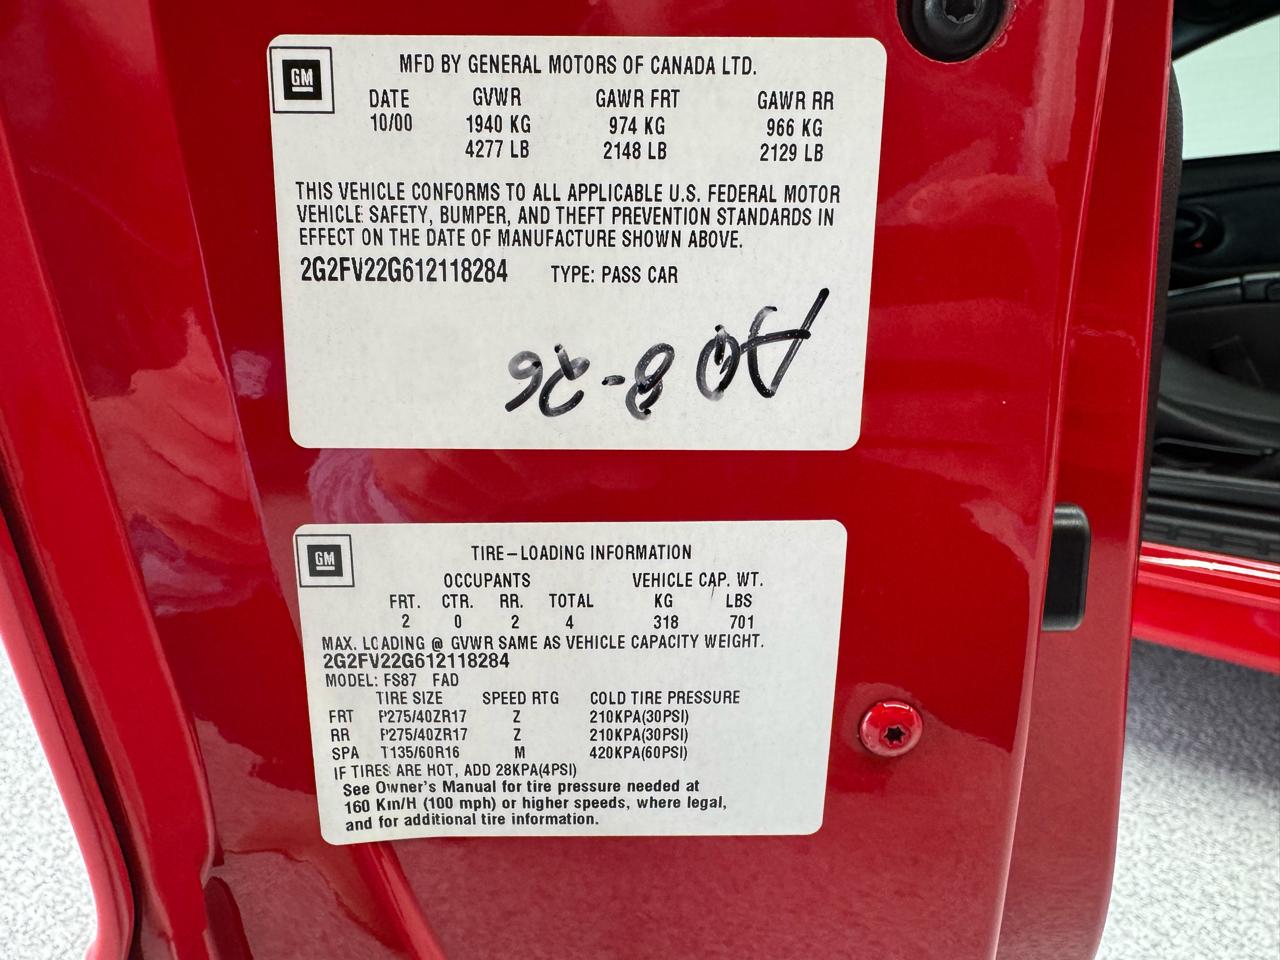 GM
MFD BY GENERAL MOTORS OF CANADA LTD.
DATE GVWR GAWR FRT GAWR RR
10/00 1940 KG 974 KG 966 KG
4277 LB 2148 LB 2129 LB
THIS VEHICLE CONFORMS TO ALL APPLICABLE U.S. FEDERAL MOTOR
VEHICLE SAFETY, BUMPER, AND THEFT PREVENTION STANDARDS IN
EFFECT ON THE DATE OF MANUFACTURE SHOWN ABOVE.
2G2FV22G612118284 TYPE: PASS CAR
GM
TIRE-LOADING INFORMATION
OCCUPANTS VEHICLE CAP. WT.
FRT. CTR. RR. TOTAL KG LBS
2 0 2 4 318 701
MAX. LOADING @ GVWR SAME AS VEHICLE CAPACITY WEIGHT.
2G2FV22G612118284
MODEL: FS87 FAD
TIRE SIZE SPEED RTG COLD TIRE PRESSURE
FRT P275/40ZR17 Z 210KPA(30PSI)
RR P275/40ZR17 Z 210KPA(30PSI)
SPA T135/60R16 M 420KPA(60PSI)
IF TIRES ARE HOT, ADD 28KPA(4PSI)
See Owner's Manual for tire pressure needed at
160 Km/H (100 mph) or higher speeds, where legal,
and for additional tire information.